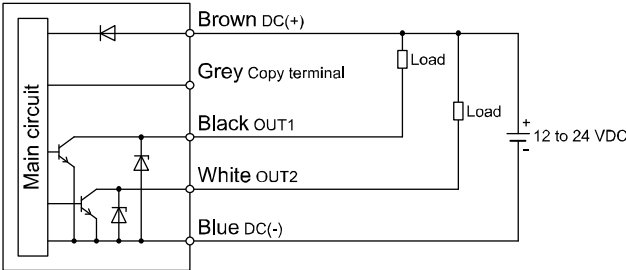 Main circuit
Brown DC(+)
Grey Copy terminal
Black OUT1
White OUT2
Blue DC(-)
Load
Load
+
12 to 24 VDC
-